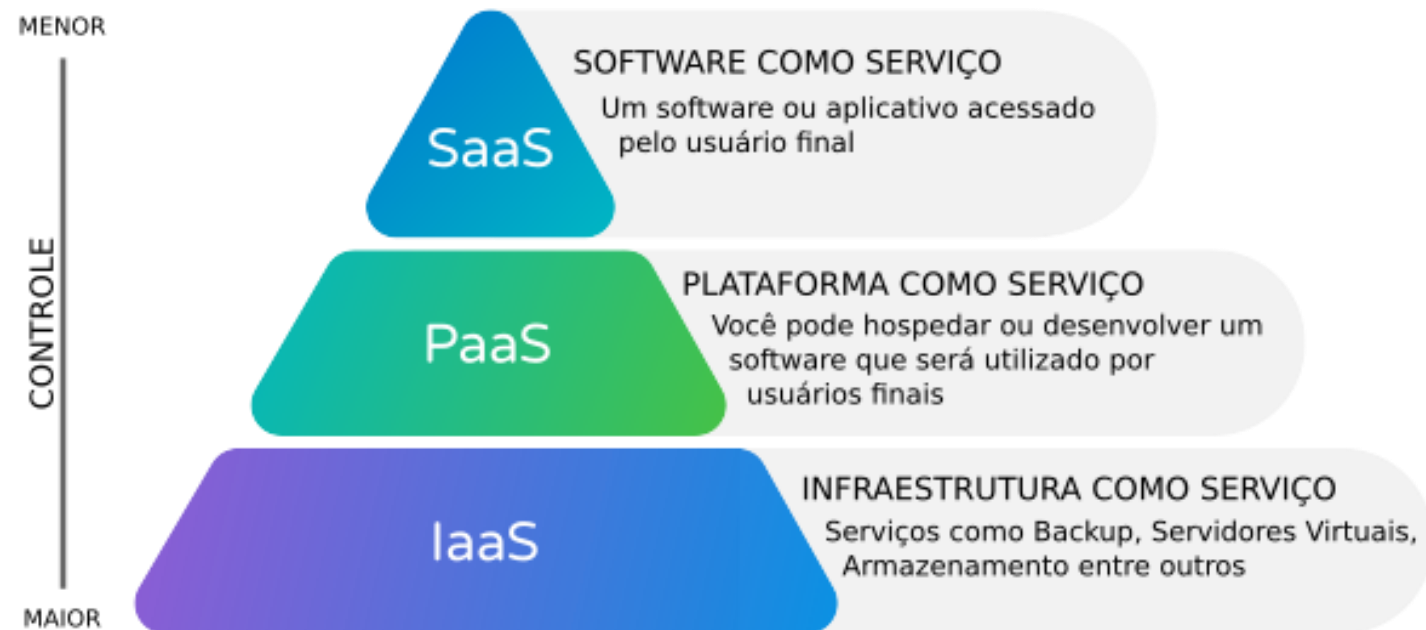 MENOR
SOFTWARE COMO SERVIÇO
Um software ou aplicativo acessado
pelo usuário final
SaaS
CONTROLE
PLATAFORMA COMO SERVIÇO
Você pode hospedar ou desenvolver um
software que será utilizado por
usuários finais
PaaS
INFRAESTRUTURA COMO SERVIÇO
Serviços como Backup, Servidores Virtuais,
Armazenamento entre outros
IaaS
MAIOR